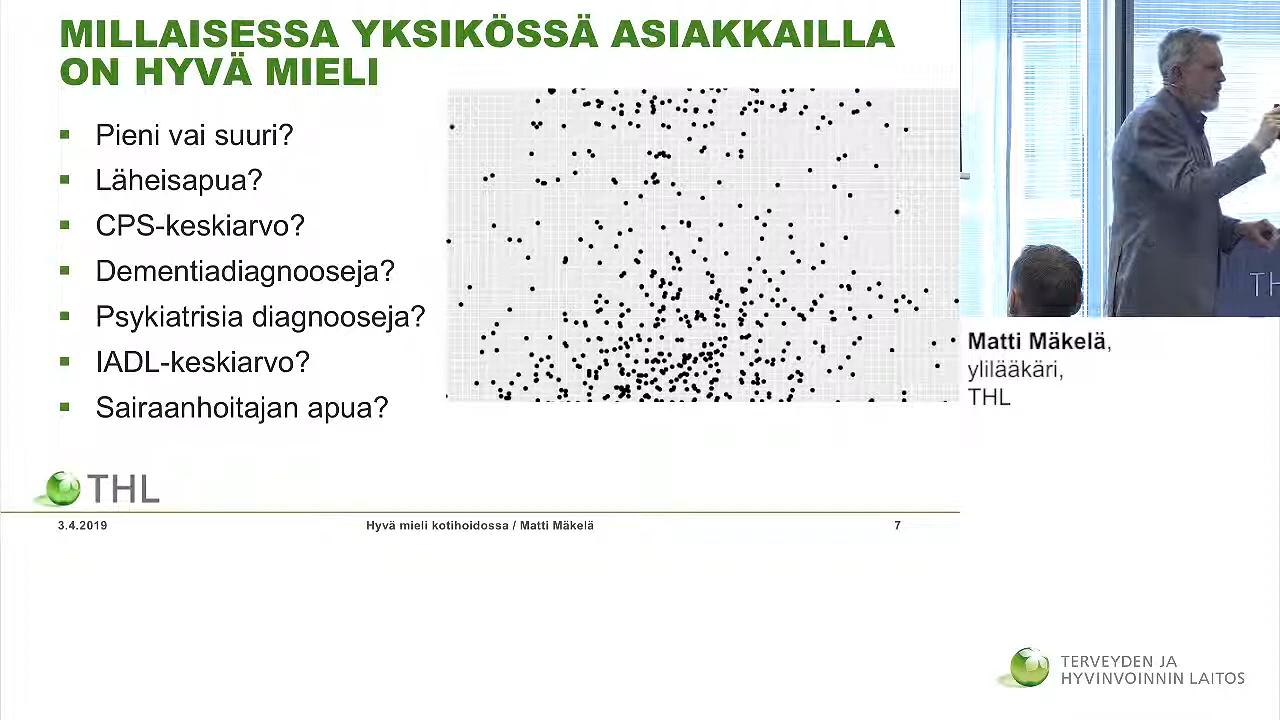 MILLAISESSA YKSIKÖSSÄ ASIAKKAILLA
ON HYVÄ MIELI
Pieni vai suuri?
Läheisapua?
CPS-keskiarvo?
Dementiadiagnooseja?
Psykiatrisia diagnooseja?
IADL-keskiarvo?
Sairaanhoitajan apua?
THL
3.4.2019
Hyvä mieli kotihoidossa / Matti Mäkelä
7
TH
Matti Mäkelä,
ylilääkäri,
THL
TERVEYDEN JA
HYVINVOINNIN LAITOS